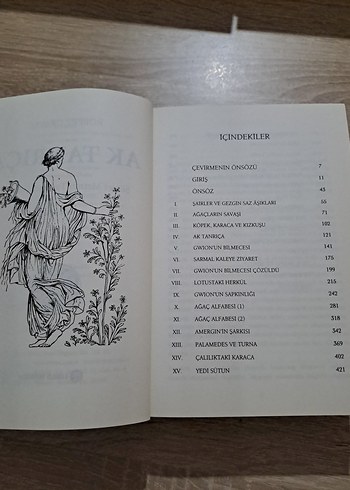 İÇİNDEKİLER
ÇEVİRMENİN ÖNSÖZÜ 7
GİRİŞ 11
ÖNSÖZ 43
I. ŞAİRLER VE GEZGİN SAZ ÂŞIKLARI 55
II. AĞAÇLARIN SAVAŞI 71
III. KÖPEK, KARACA VE KIZKUŞU 102
IV. AK TANRIÇA 121
V. GWION'UN BİLMECESİ 141
VI. SARMAL KALEYE ZİYARET 175
VII. GWION'UN BİLMECESİ ÇÖZÜLDÜ 199
VIII. LOTUSTAKİ HERKÜL 215
IX. GWION'UN SAPKINLIĞI 242
X. AĞAÇ ALFABESİ (1) 281
XI. AĞAÇ ALFABESİ (2) 318
XII. AMERGIN'İN ŞARKISI 342
XIII. PALAMEDES VE TURNA 369
XIV. ÇALILIKTAKİ KARACA 402
XV. YEDİ SÜTUN 421